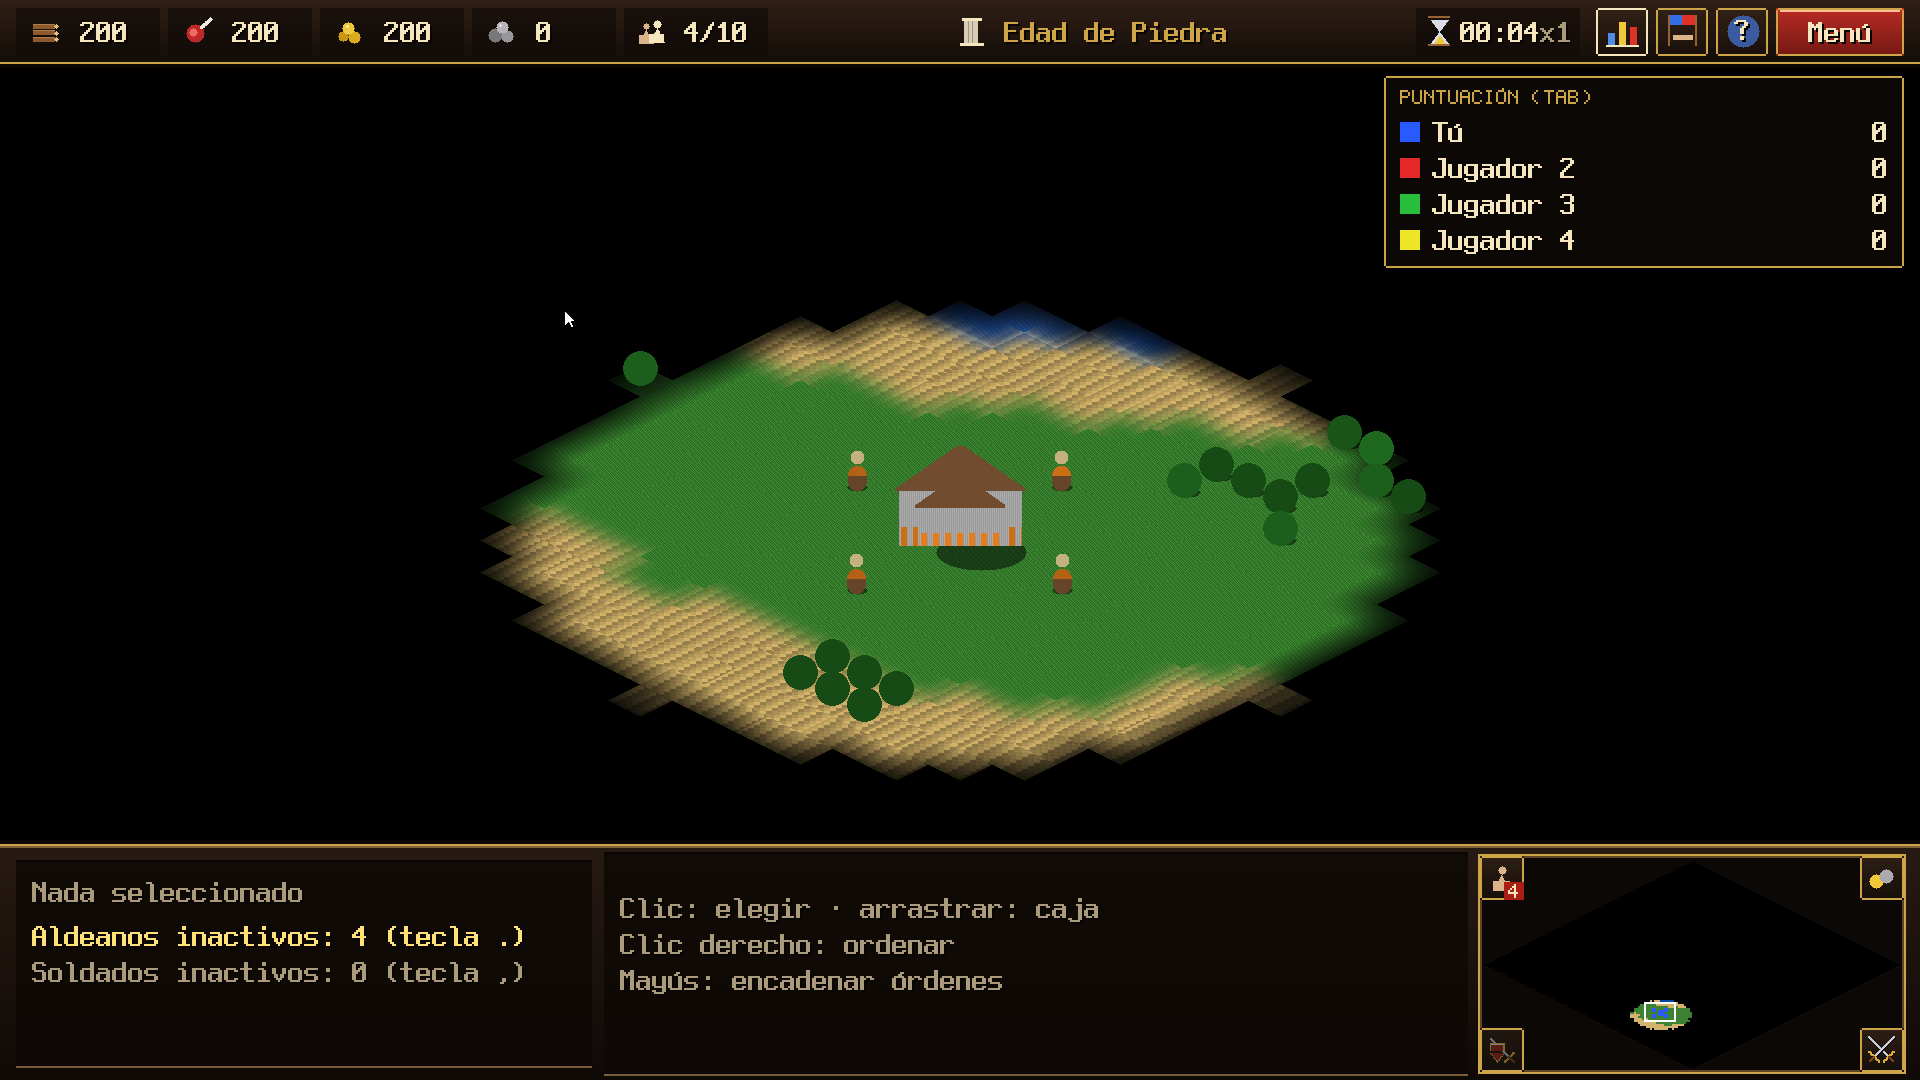 200 200 200 0 4/10 Edad de Piedra 00:04x1 ? Menú
PUNTUACIÓN (TAB)
Tú 0
Jugador 2 0
Jugador 3 0
Jugador 4 0
Nada seleccionado
Aldeanos inactivos: 4 (tecla .)
Soldados inactivos: 0 (tecla ,)
Clic: elegir · arrastrar: caja
Clic derecho: ordenar
Mayús: encadenar órdenes
4